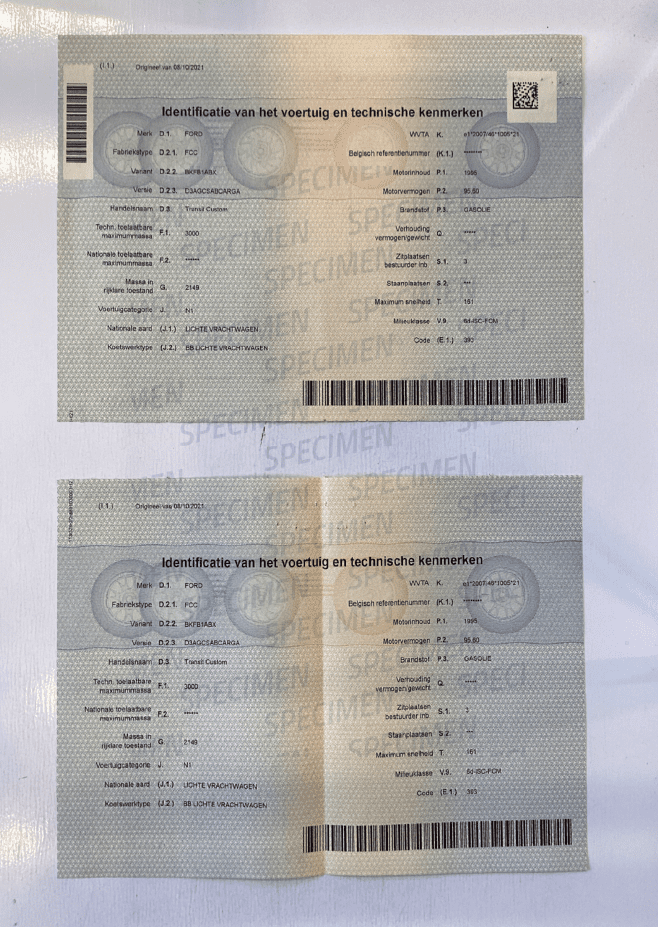 (I.1.) Origineel van 08/10/2021
Identificatie van het voertuig en technische kenmerken
Merk D.1. FORD
Fabriekstype D.2.1. FCC
Variant D.2.2. BKFB1ABX
Versie D.2.3. D3AGCSABCARGA
Handelsnaam D.3. Transit Custom
Techn. toelaatbare
maximummassa F.1. 3000
Nationale toelaatbare
maximummassa F.2. ******
Massa in
rijklare toestand G. 2149
Voertuigcategorie J. N1
Nationale aard (J.1.) LICHTE VRACHTWAGEN
Koetswerktype (J.2.) BB LICHTE VRACHTWAGEN
WVTA K. e1*2007/46*1005*21
Belgisch referentienummer (K.1.) ********
Motorinhoud P.1. 1995
Motorvermogen P.2. 95.60
Brandstof P.3. GASOLIE
Verhouding
vermogen/gewicht Q. *****
Zitplaatsen
bestuurder inb. S.1. 3
Staanplaatsen S.2. ***
Maximum snelheid T. 161
Milieuklasse V.9. 6d-ISC-FCM
Code (E.1.)
SPECIMEN
SPECIMEN
SPECIMEN
SPECIMEN
SPECIMEN
(I.1.) Origineel van 08/10/2021
Identificatie van het voertuig en technische kenmerken
Merk D.1. FORD
Fabriekstype D.2.1. FCC
Variant D.2.2. BKFB1ABX
Versie D.2.3. D3AGCSABCARGA
Handelsnaam D.3. Transit Custom
Techn. toelaatbare
maximummassa F.1. 3000
Nationale toelaatbare
maximummassa F.2. ******
Massa in
rijklare toestand G. 2149
Voertuigcategorie J. N1
Nationale aard (J.1.) LICHTE VRACHTWAGEN
Koetswerktype (J.2.) BB LICHTE VRACHTWAGEN
WVTA K. e1*2007/46*1005*21
Belgisch referentienummer (K.1.) ********
Motorinhoud P.1. 1995
Motorvermogen P.2. 95.60
Brandstof P.3. GASOLIE
Verhouding
vermogen/gewicht Q. *****
Zitplaatsen
bestuurder inb. S.1. 3
Staanplaatsen S.2. ***
Maximum snelheid T. 161
Milieuklasse V.9. 6d-ISC-FCM
Code (E.1.)